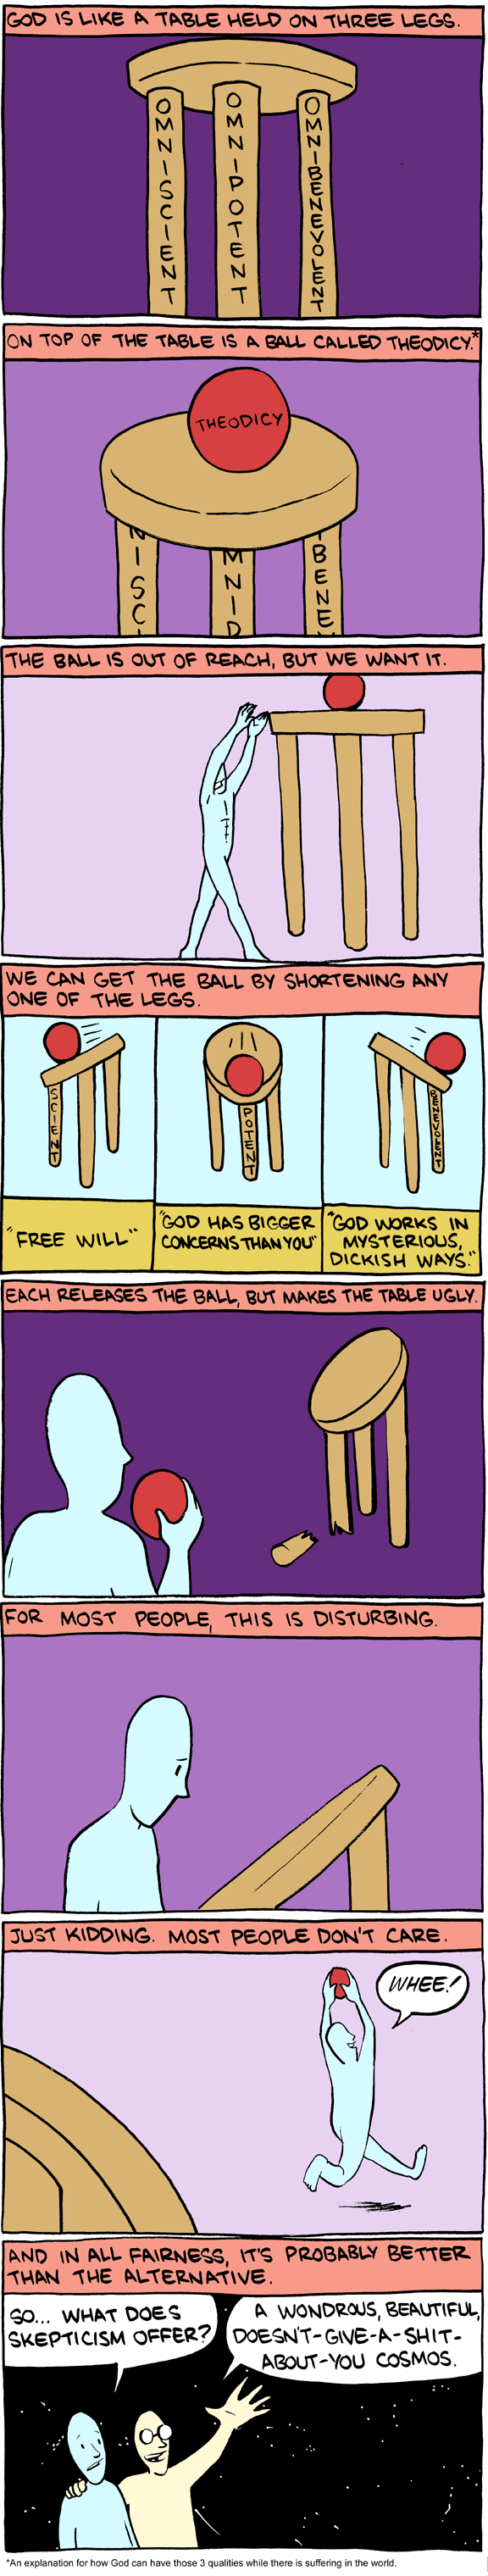 GOD IS LIKE A TABLE HELD ON THREE LEGS.
OMNISCIENT
OMNIPOTENT
OMNIBENEVOLENT
ON TOP OF THE TABLE IS A BALL CALLED THEODICY.*
THEODICY
NISC
MNIP
BENE
THE BALL IS OUT OF REACH, BUT WE WANT IT.
WE CAN GET THE BALL BY SHORTENING ANY
ONE OF THE LEGS.
SCIENT
POTENT
BENEVOLENT
"FREE WILL"
"GOD HAS BIGGER
CONCERNS THAN YOU"
"GOD WORKS IN
MYSTERIOUS,
DICKISH WAYS."
EACH RELEASES THE BALL, BUT MAKES THE TABLE UGLY.
FOR MOST PEOPLE, THIS IS DISTURBING.
JUST KIDDING. MOST PEOPLE DON'T CARE.
WHEE!
AND IN ALL FAIRNESS, IT'S PROBABLY BETTER
THAN THE ALTERNATIVE.
SO... WHAT DOES
SKEPTICISM OFFER?
A WONDROUS, BEAUTIFUL,
DOESN'T-GIVE-A-SHIT-
ABOUT-YOU COSMOS.
*An explanation for how God can have those 3 qualities while there is suffering in the world.